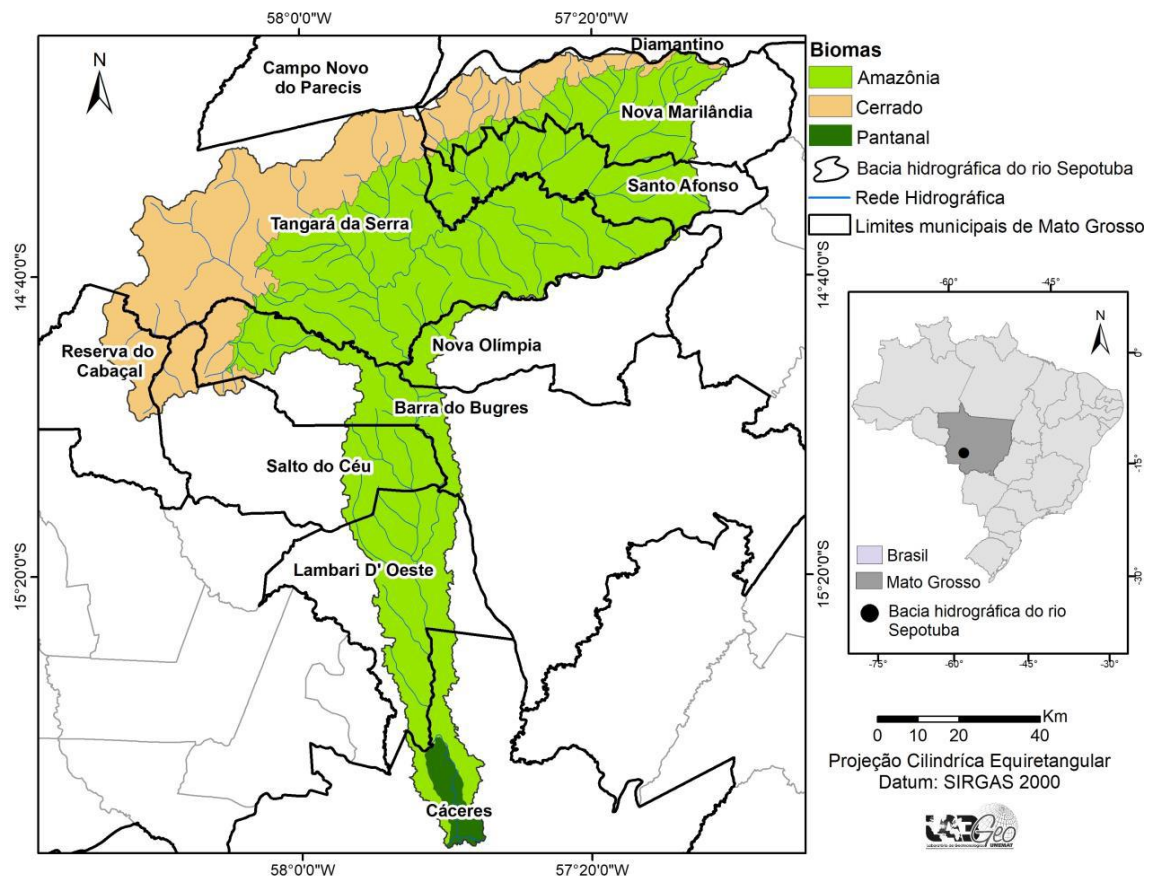 58°0'0"W
57°20'0"W
N
Campo Novo
do Parecis
Diamantino
Nova Marilândia
Santo Afonso
Tangará da Serra
14°40'0"S
14°40'0"S
Reserva do
Cabaçal
Nova Olímpia
Barra do Bugres
Salto do Céu
Lambari D' Oeste
15°20'0"S
15°20'0"S
Cáceres
58°0'0"W
57°20'0"W
Biomas
Amazônia
Cerrado
Pantanal
Bacia hidrográfica do rio Sepotuba
Rede Hidrográfica
Limites municipais de Mato Grosso
-60°
-45°
N
0°
-15°
-30°
Brasil
Mato Grosso
Bacia hidrográfica do rio
Sepotuba
-75°
-60°
-45°
-30°
Km
0 10 20 40
Projeção Cilindríca Equiretangular
Datum: SIRGAS 2000
Geo
UNEMAT